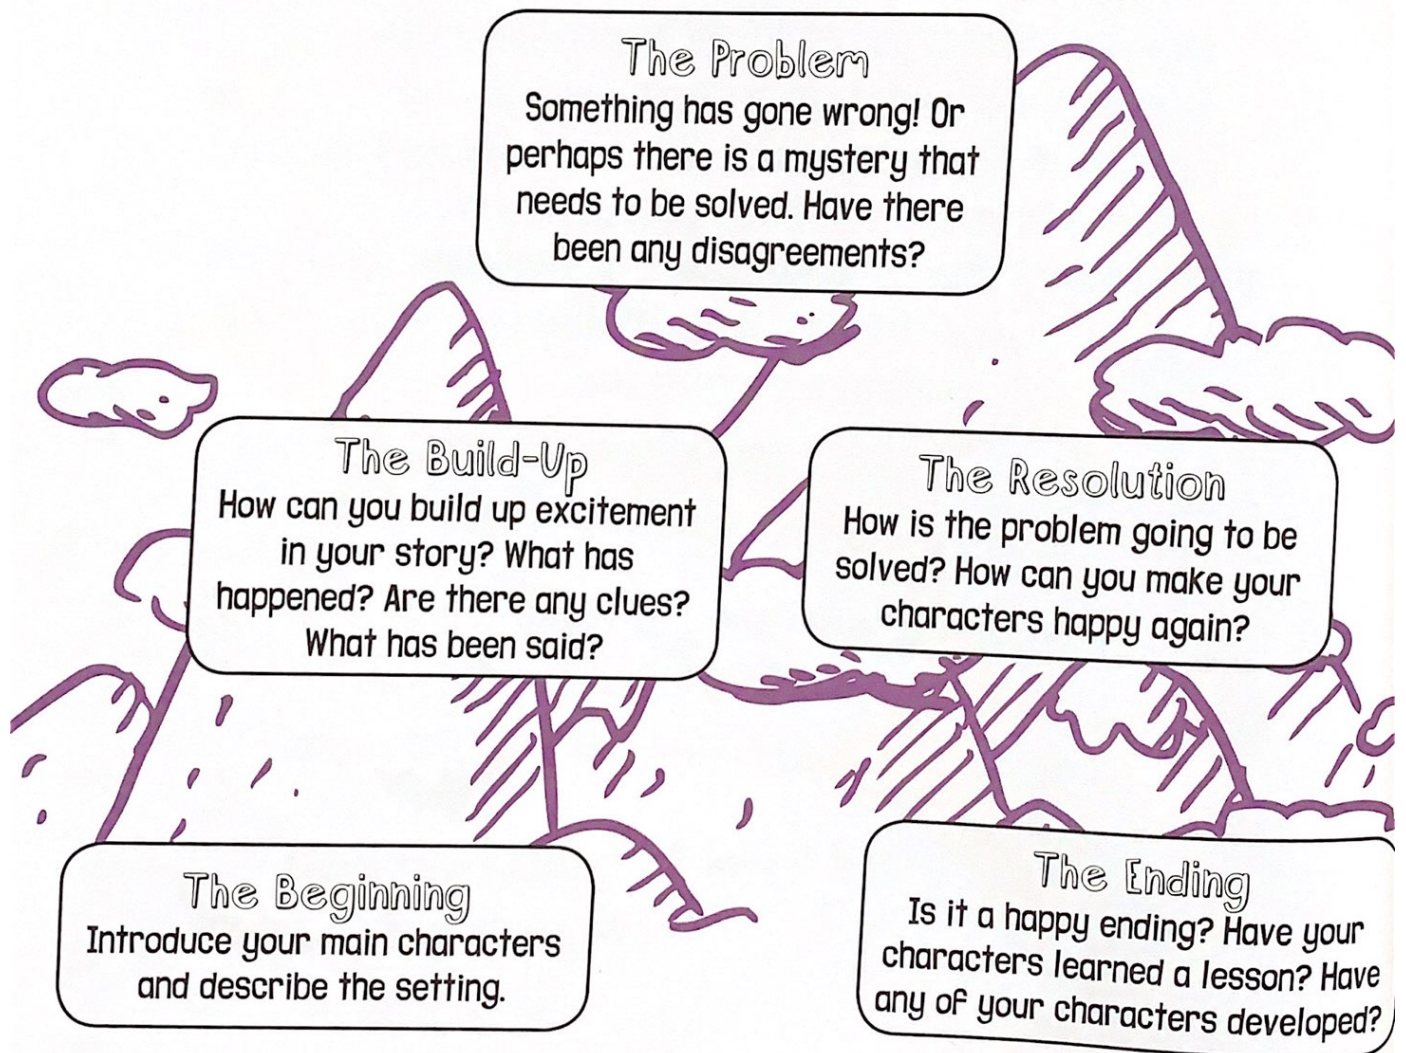 The Problem
Something has gone wrong! Or
perhaps there is a mystery that
needs to be solved. Have there
been any disagreements?
The Build-Up
How can you build up excitement
in your story? What has
happened? Are there any clues?
What has been said?
The Resolution
How is the problem going to be
solved? How can you make your
characters happy again?
The Beginning
Introduce your main characters
and describe the setting.
The Ending
Is it a happy ending? Have your
characters learned a lesson? Have
any of your characters developed?